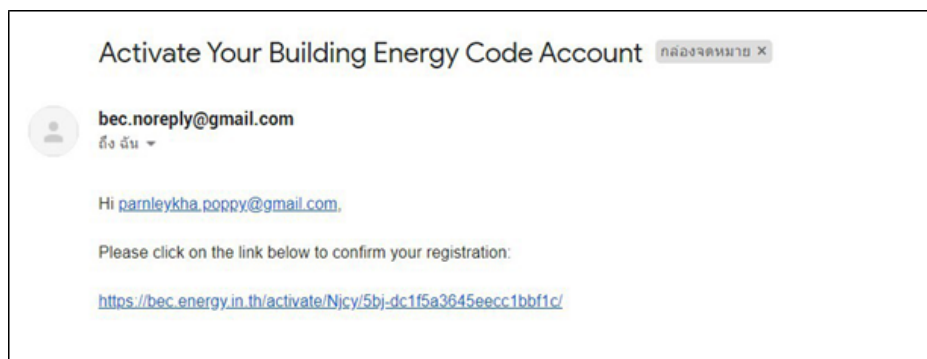 Activate Your Building Energy Code Account กล่องจดหมาย ×
bec.noreply@gmail.com
ถึง ฉัน
Hi parnleykha.poppy@gmail.com,
Please click on the link below to confirm your registration:
https://bec.energy.in.th/activate/Njcy/5bj-dc1f5a3645eecc1bbf1c/